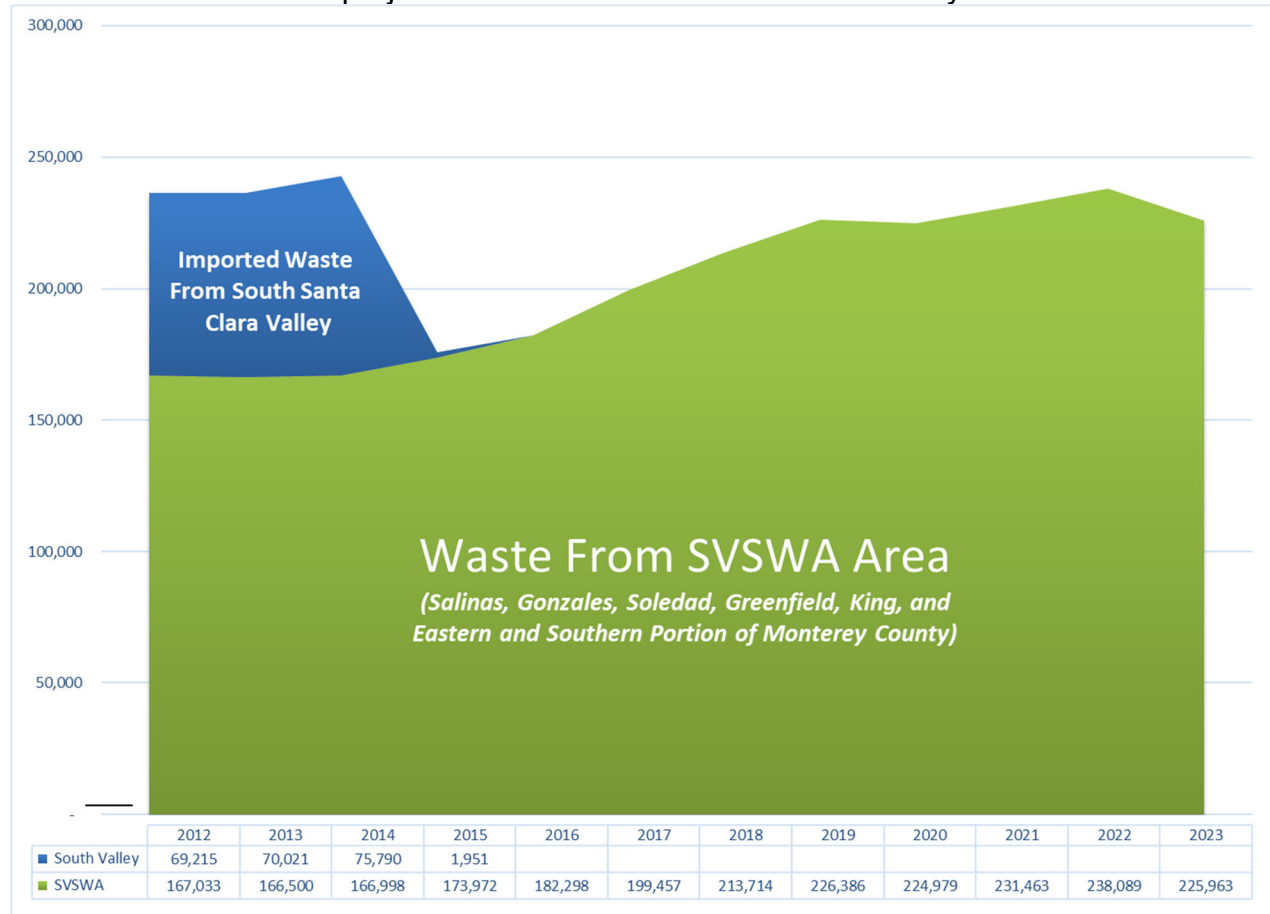 300,000
250,000
200,000
150,000
100,000
50,000
-
Imported Waste
From South Santa
Clara Valley
Waste From SVSWA Area
(Salinas, Gonzales, Soledad, Greenfield, King, and
Eastern and Southern Portion of Monterey County)
2012 2013 2014 2015 2016 2017 2018 2019 2020 2021 2022 2023
South Valley 69,215 70,021 75,790 1,951
SVSWA 167,033 166,500 166,998 173,972 182,298 199,457 213,714 226,386 224,979 231,463 238,089 225,963